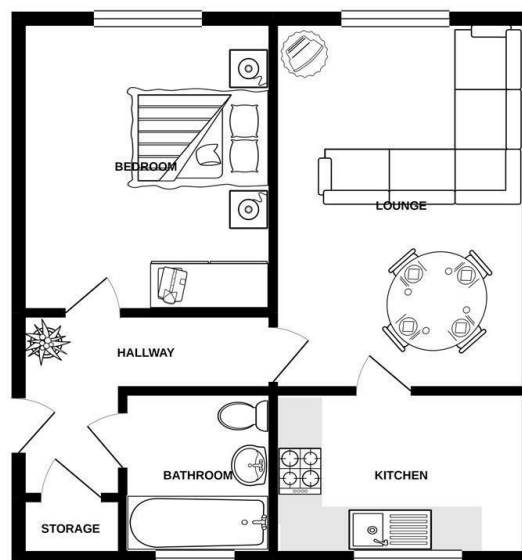 BEDROOM
LOUNGE
HALLWAY
BATHROOM
KITCHEN
STORAGE